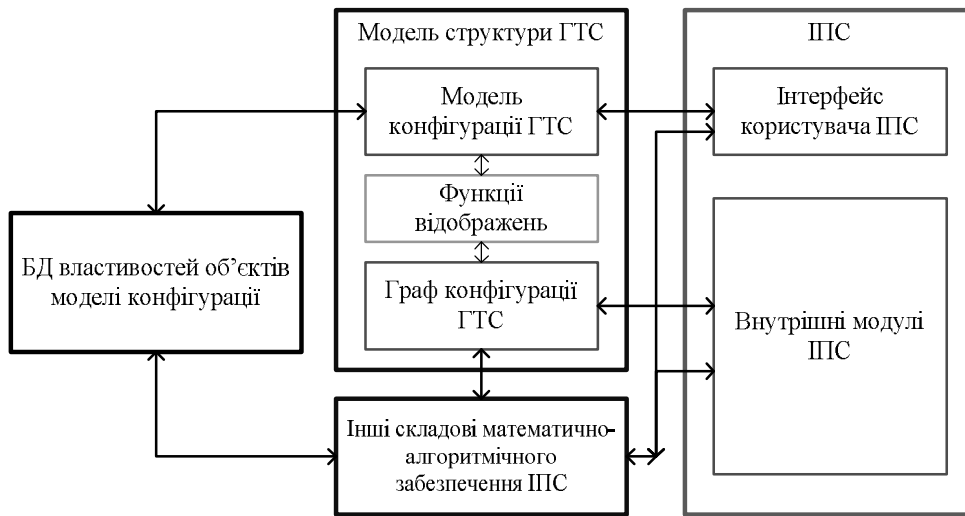 Модель структури ГТС
Модель
конфігурації ГТС
Функції
відображень
Граф конфігурації
ГТС
БД властивостей об’єктів
моделі конфігурації
Інші складові математично-
алгоритмічного
забезпечення ІПС
ІПС
Інтерфейс
користувача ІПС
Внутрішні модулі
ІПС